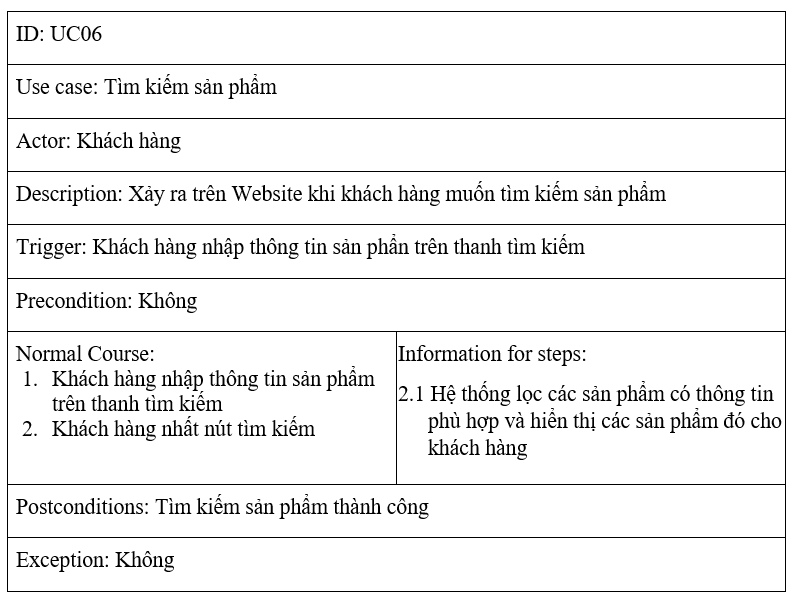 ID: UC06
Use case: Tìm kiếm sản phẩm
Actor: Khách hàng
Description: Xảy ra trên Website khi khách hàng muốn tìm kiếm sản phẩm
Trigger: Khách hàng nhập thông tin sản phẩn trên thanh tìm kiếm
Precondition: Không
Normal Course:
1. Khách hàng nhập thông tin sản phẩm
trên thanh tìm kiếm
2. Khách hàng nhất nút tìm kiếm
Information for steps:
2.1 Hệ thống lọc các sản phẩm có thông tin
phù hợp và hiển thị các sản phẩm đó cho
khách hàng
Postconditions: Tìm kiếm sản phẩm thành công
Exception: Không